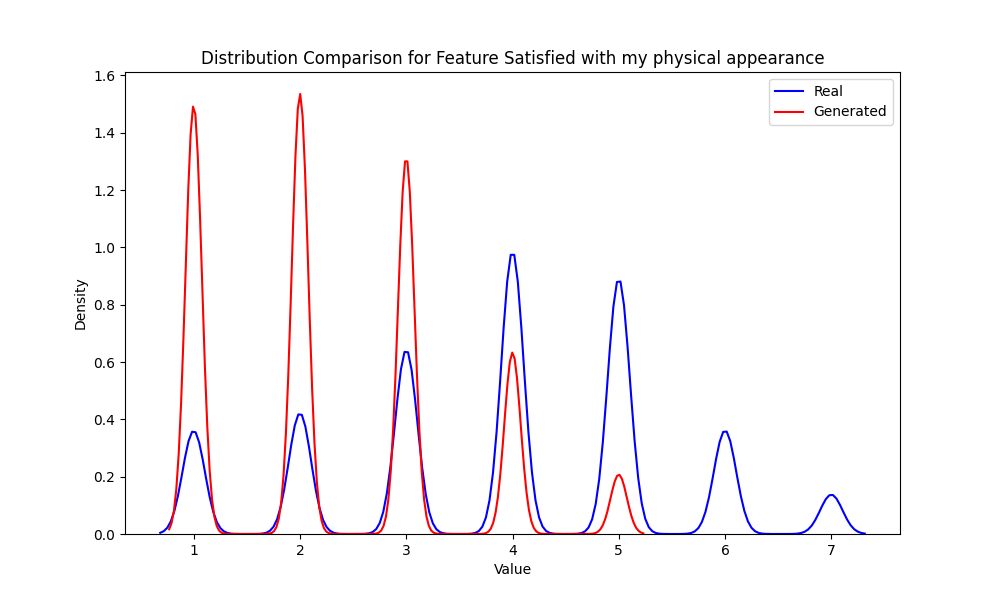 Distribution Comparison for Feature Satisfied with my physical appearance
Real
Generated
1.6
1.4
1.2
1.0
0.8
0.6
0.4
0.2
0.0
Density
1 2 3 4 5 6 7
Value